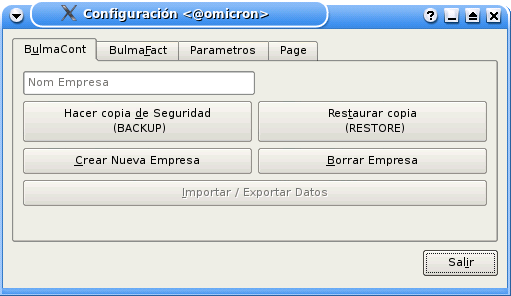 Configuración <@omicron>
BulmaCont BulmaFact Parametros Page
Nom Empresa
Hacer copia de Seguridad
(BACKUP)
Restaurar copia
(RESTORE)
Crear Nueva Empresa
Borrar Empresa
Importar / Exportar Datos
Salir